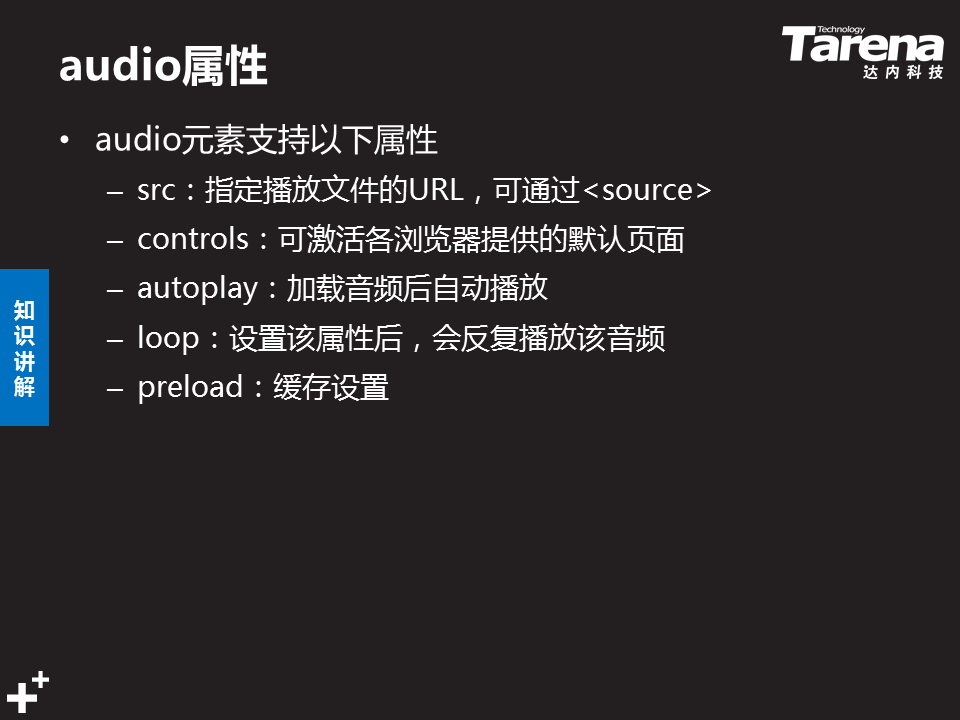 audio属性
Technology
Tarena
达内科技
• audio元素支持以下属性
– src：指定播放文件的URL，可通过<source>
– controls：可激活各浏览器提供的默认页面
– autoplay：加载音频后自动播放
– loop：设置该属性后，会反复播放该音频
– preload：缓存设置
知
识
讲
解